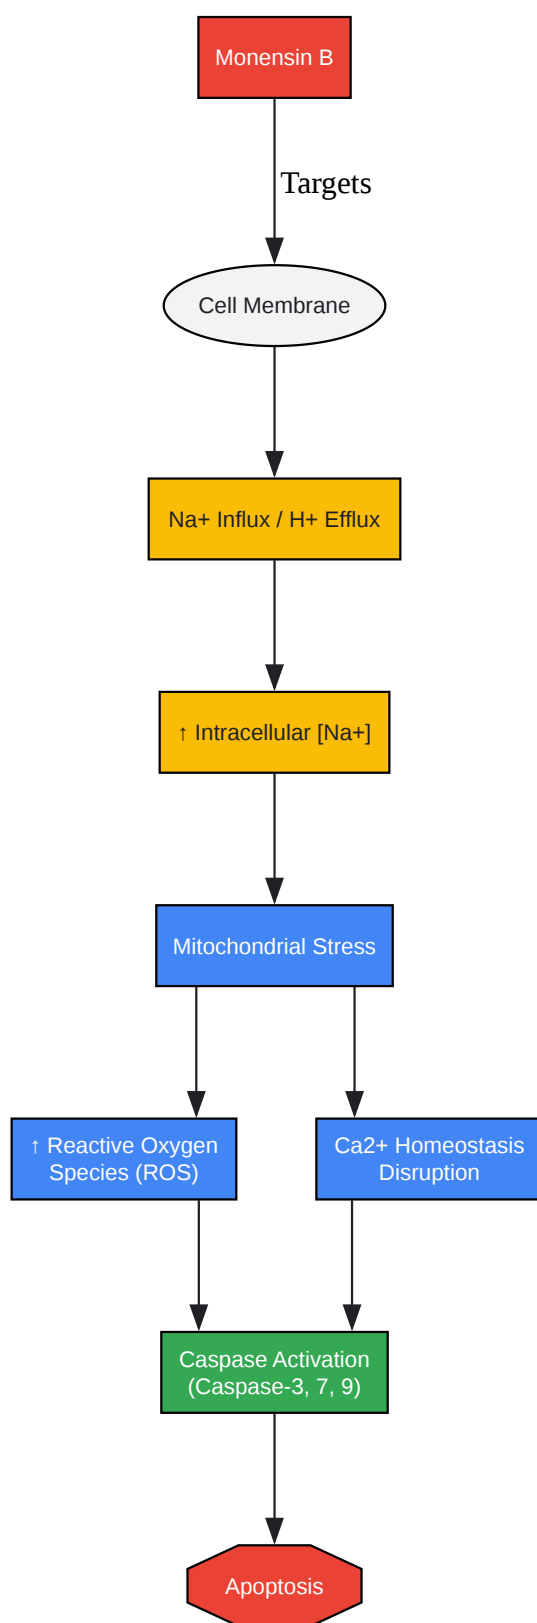 Monensin B
Targets
Cell Membrane
Na+ Influx / H+ Efflux
↑ Intracellular [Na+]
Mitochondrial Stress
↑ Reactive Oxygen
Species (ROS)
Ca2+ Homeostasis
Disruption
Caspase Activation
(Caspase-3, 7, 9)
Apoptosis